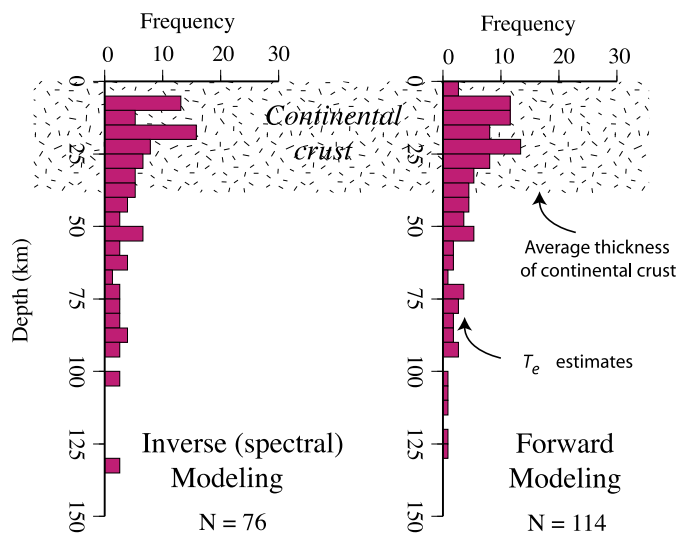 Frequency
Frequency
0 10 20 30
0 10 20 30
Depth (km)
0
25
50
75
100
125
150
0
25
50
75
100
125
150
Continental
crust
Average thickness
of continental crust
Te estimates
Inverse (spectral)
Modeling
N = 76
Forward
Modeling
N = 114